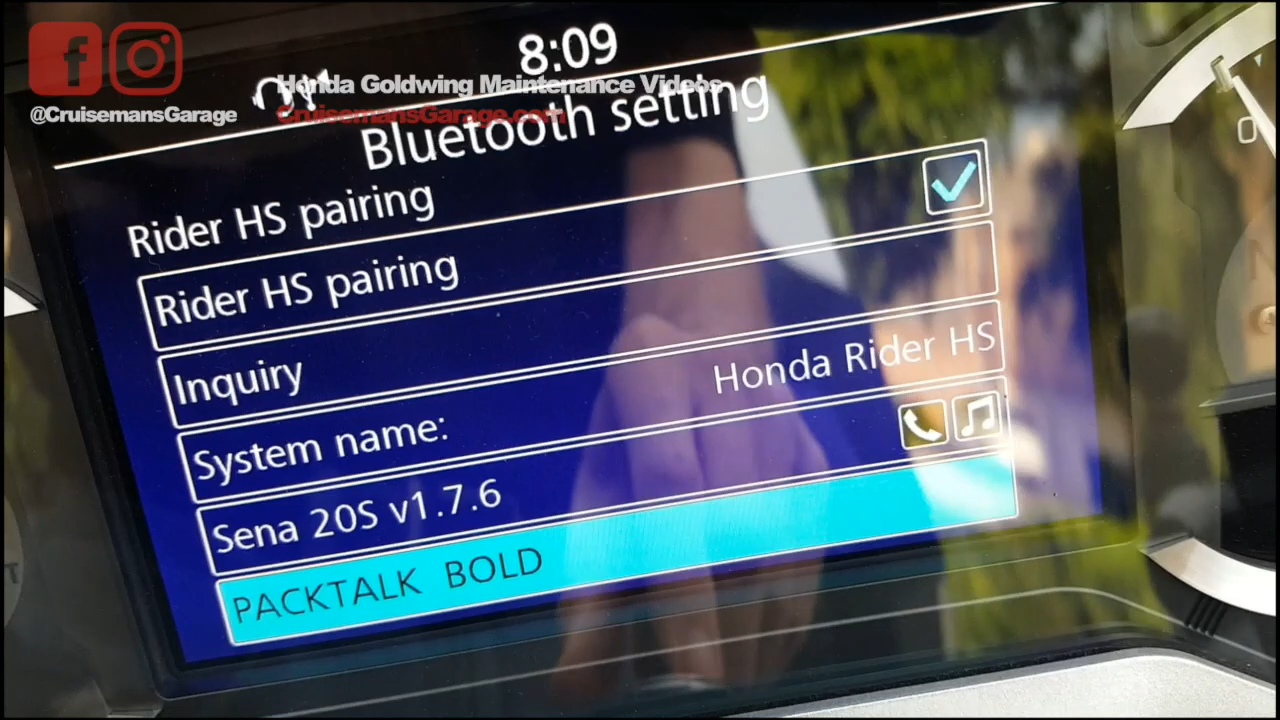 8:09
Honda Goldwing Maintenance Videos
@CruisemansGarage
CruisemansGarage.com
Bluetooth setting
Rider HS pairing
Rider HS pairing
Inquiry
System name: Honda Rider HS
Sena 20S v1.7.6
PACKTALK BOLD
0